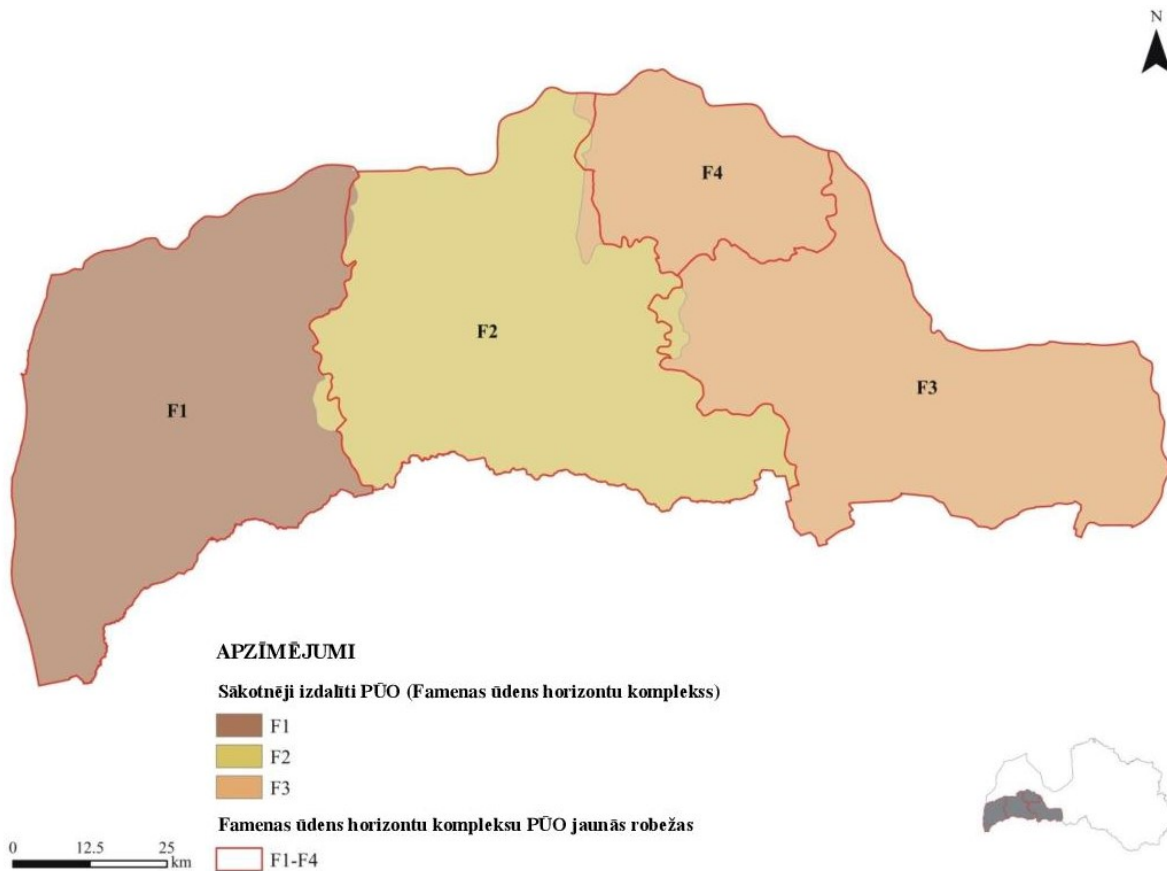 N
F4
F2
F3
F1
APZĪMĒJUMI
Sākotnēji izdalīti PŪO (Famenas ūdens horizontu komplekss)
F1
F2
F3
Famenas ūdens horizontu kompleksu PŪO jaunās robežas
F1-F4
0 12.5 25
km